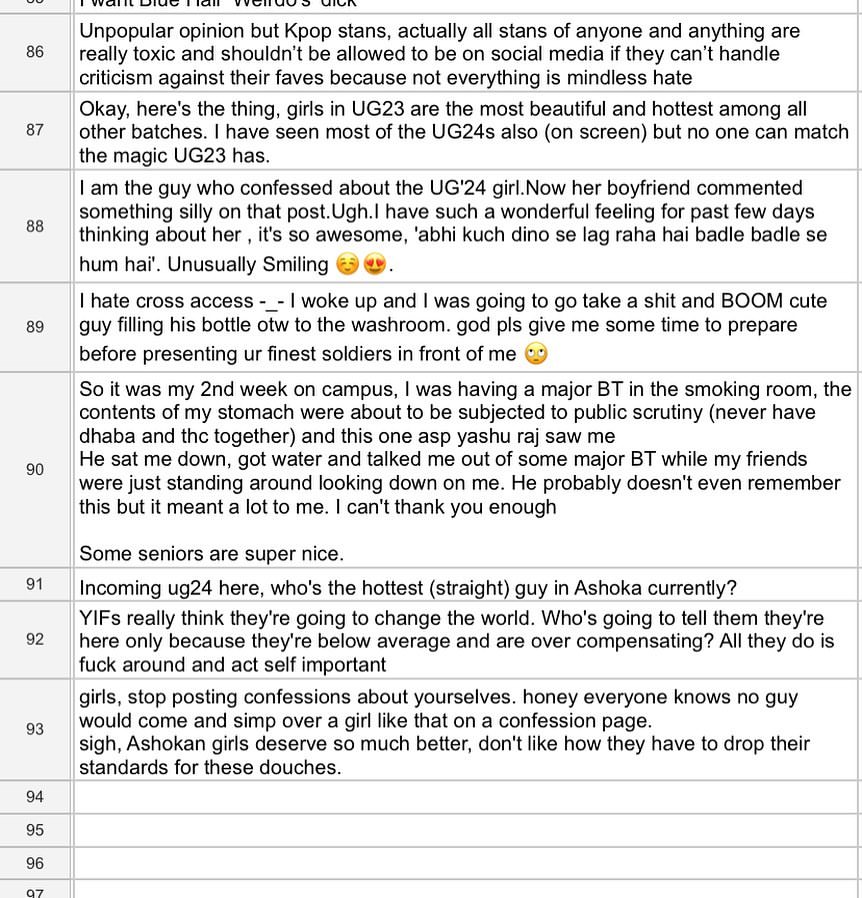 I want Blue Hair "Weirdo's" dick
86
Unpopular opinion but Kpop stans, actually all stans of anyone and anything are
really toxic and shouldn’t be allowed to be on social media if they can’t handle
criticism against their faves because not everything is mindless hate
87
Okay, here's the thing, girls in UG23 are the most beautiful and hottest among all
other batches. I have seen most of the UG24s also (on screen) but no one can match
the magic UG23 has.
88
I am the guy who confessed about the UG'24 girl.Now her boyfriend commented
something silly on that post.Ugh.I have such a wonderful feeling for past few days
thinking about her , it's so awesome, 'abhi kuch dino se lag raha hai badle badle se
hum hai'. Unusually Smiling ☺️😍.
89
I hate cross access -_- I woke up and I was going to go take a shit and BOOM cute
guy filling his bottle otw to the washroom. god pls give me some time to prepare
before presenting ur finest soldiers in front of me 🙄
90
So it was my 2nd week on campus, I was having a major BT in the smoking room, the
contents of my stomach were about to be subjected to public scrutiny (never have
dhaba and thc together) and this one asp yashu raj saw me
He sat me down, got water and talked me out of some major BT while my friends
were just standing around looking down on me. He probably doesn't even remember
this but it meant a lot to me. I can't thank you enough
Some seniors are super nice.
91
Incoming ug24 here, who's the hottest (straight) guy in Ashoka currently?
92
YIFs really think they're going to change the world. Who's going to tell them they're
here only because they're below average and are over compensating? All they do is
fuck around and act self important
93
girls, stop posting confessions about yourselves. honey everyone knows no guy
would come and simp over a girl like that on a confession page.
sigh, Ashokan girls deserve so much better, don't like how they have to drop their
standards for these douches.
94
95
96
97